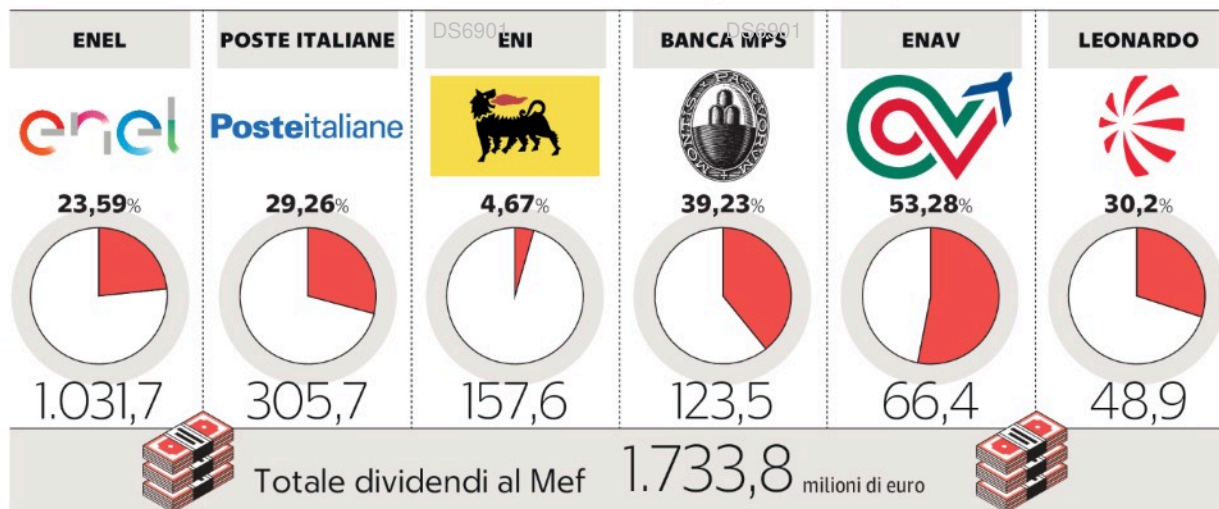 ENEL POSTE ITALIANE ENI BANCA MPS ENAV LEONARDO
DS6901 DS6901
enel Posteitaliane MONTIS PASCVORVM
23,59% 29,26% 4,67% 39,23% 53,28% 30,2%
1.031,7 305,7 157,6 123,5 66,4 48,9
Totale dividendi al Mef 1.733,8 milioni di euro